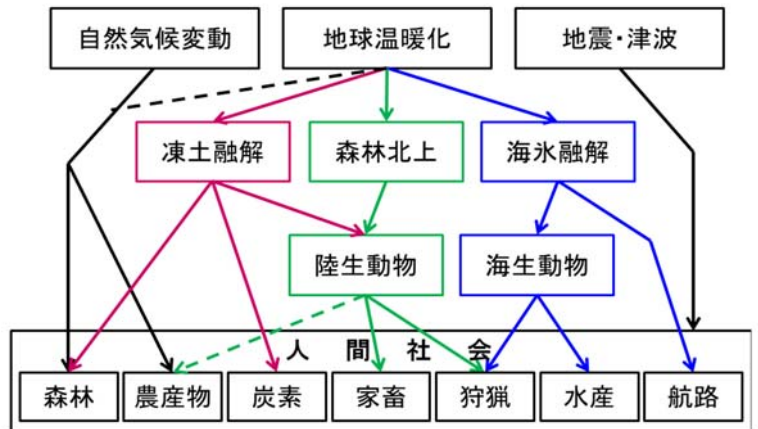 自然気候変動
地球温暖化
地震・津波
凍土融解
森林北上
海氷融解
陸生動物
海生動物
人間社会
森林
農産物
炭素
家畜
狩猟
水産
航路